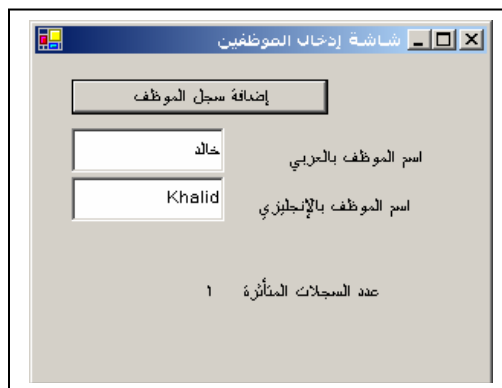 شاشة إدخال الموظفين
إضافة سجل الموظف
اسم الموظف بالعربي خالد
اسم الموظف بالإنجليزي Khalid
عدد السجلات المتأثرة ١